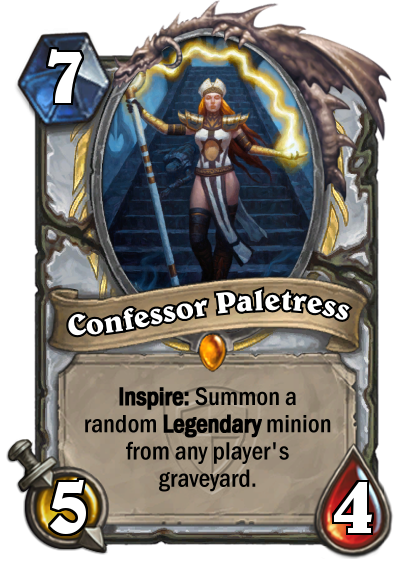 7
Confessor Paletress
Inspire: Summon a
random Legendary minion
from any player's
graveyard.
5
4